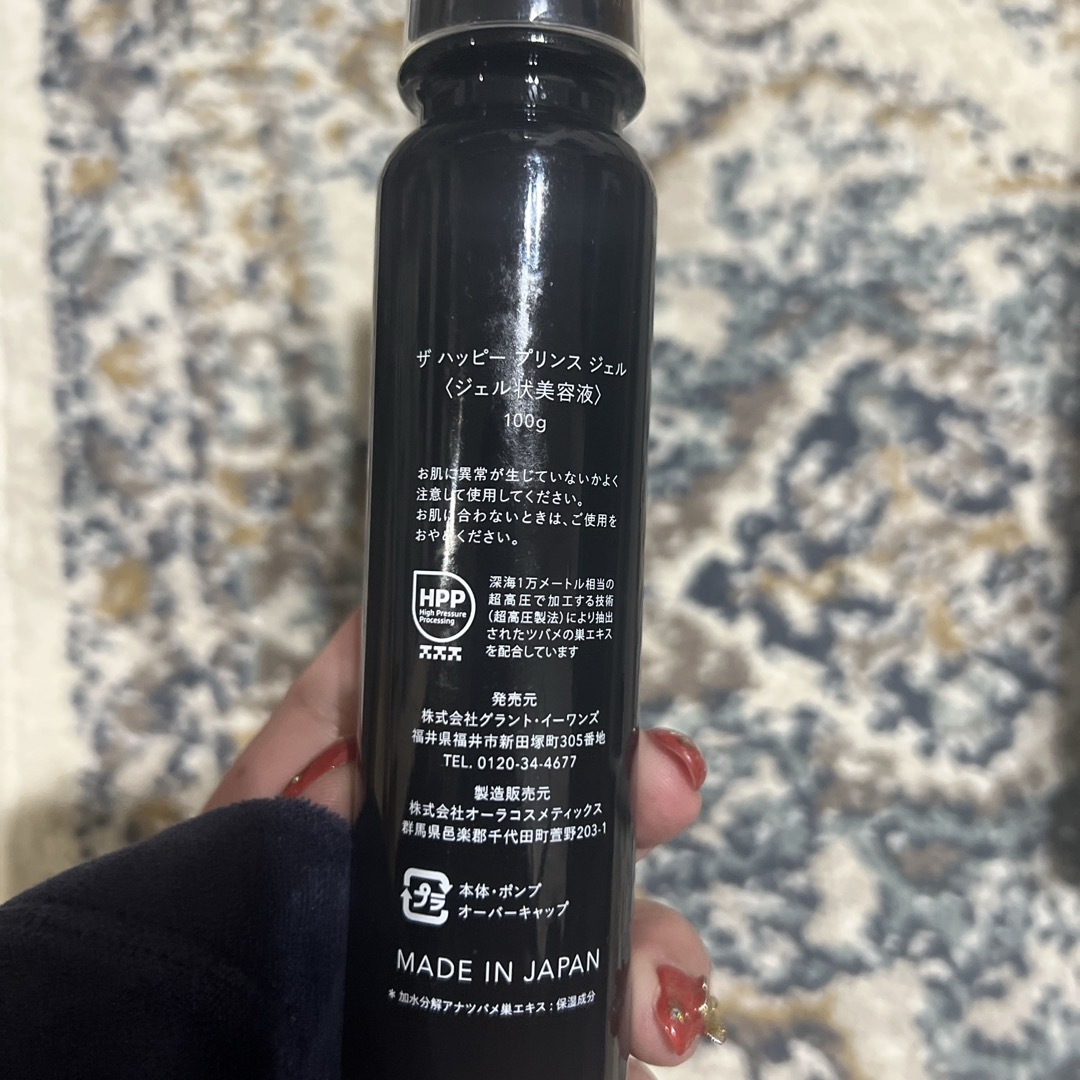 ザ ハッピー プリンス ジェル
〈ジェル状美容液〉
100g
お肌に異常が生じていないかよく
注意して使用してください。
お肌に合わないときは、ご使用を
おやめください。
HPP
High Pressure
Processing
深海1万メートル相当の
超高圧で加工する技術
(超高圧製法)により抽出
されたツバメの巣エキス
を配合しています
発売元
株式会社グラント・イーワンズ
福井県福井市新田塚町305番地
TEL. 0120-34-4677
製造販売元
株式会社オーラコスメティックス
群馬県邑楽郡千代田町萱野203-1
プラ
本体・ポンプ
オーバーキャップ
MADE IN JAPAN
＊加水分解アナツバメ巣エキス：保湿成分